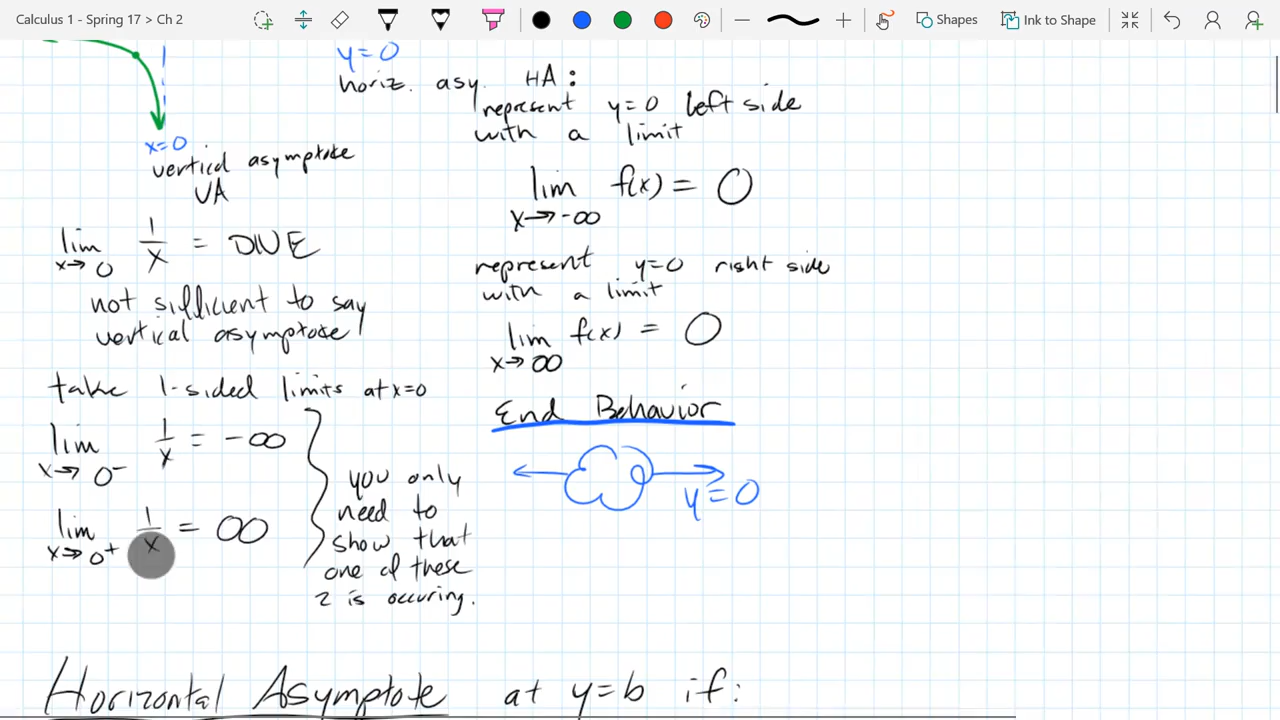 Calculus 1 - Spring 17 > Ch 2
Shapes
Ink to Shape
x=0
vertical asymptote
VA
lim 1/x = DNE
x→0
not sufficient to say
vertical asymptote
take 1-sided limits at x=0
lim 1/x = -∞
x→0⁻
lim 1/x = ∞
x→0⁺
you only
need to
show that
one of these
2 is occuring.
y=0
horiz. asy. HA:
represent y=0 left side
with a limit
lim f(x) = 0
x→-∞
represent y=0 right side
with a limit
lim f(x) = 0
x→∞
End Behavior
y=0
Horizontal Asymptote at y=b if: